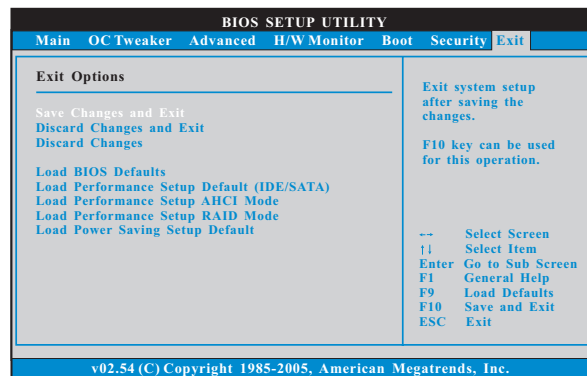 BIOS SETUP UTILITY
Main OC Tweaker Advanced H/W Monitor Boot Security Exit
Exit Options
Save Changes and Exit
Discard Changes and Exit
Discard Changes
Load BIOS Defaults
Load Performance Setup Default (IDE/SATA)
Load Performance Setup AHCI Mode
Load Performance Setup RAID Mode
Load Power Saving Setup Default
Exit system setup
after saving the
changes.
F10 key can be used
for this operation.
←→ Select Screen
↑↓ Select Item
Enter Go to Sub Screen
F1 General Help
F9 Load Defaults
F10 Save and Exit
ESC Exit
v02.54 (C) Copyright 1985-2005, American Megatrends, Inc.